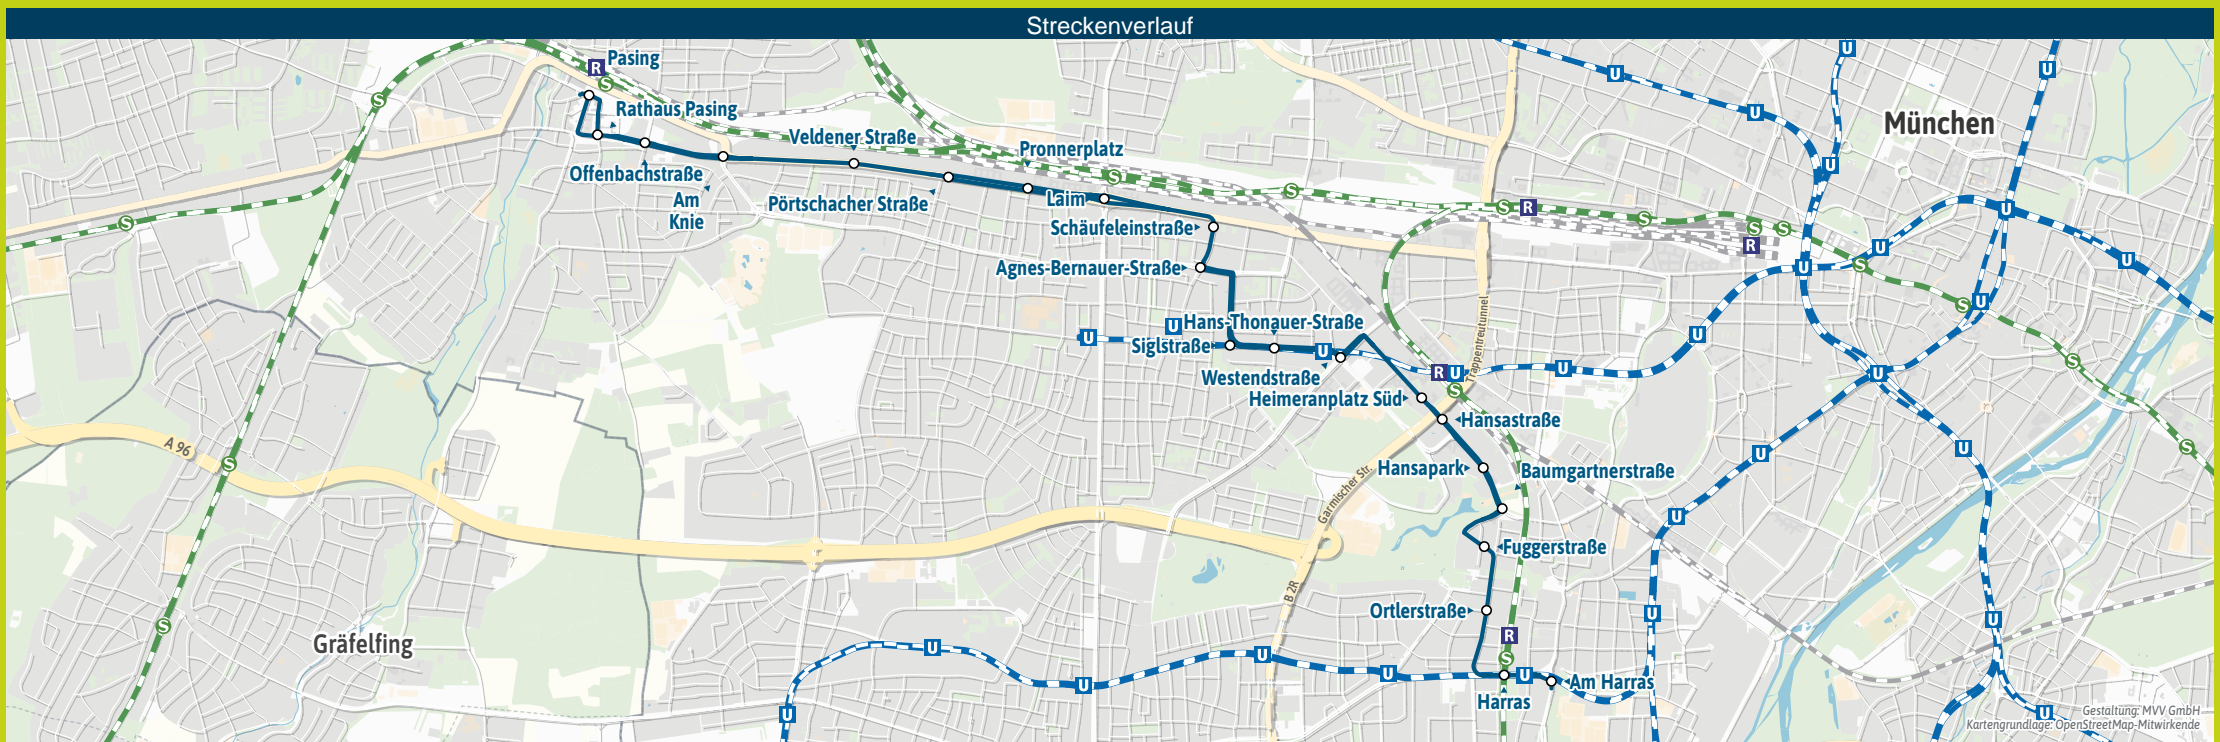 Streckenverlauf
Pasing
R
S
Rathaus Pasing
Offenbachstraße
Am
Knie
Veldener Straße
Pörtschacher Straße
Pronnerplatz
Laim
Schäufeleinstraße
Agnes-Bernauer-Straße
Hans-Thonauer-Straße
Siglstraße
Westendstraße
Heimeranplatz Süd
Hansastraße
Hansapark
Baumgartnerstraße
Fuggerstraße
Ortlerstraße
Harras
Am Harras
München
Gräfelfing
A 96
Trappentreutunnel
Garmischer Str.
B 2R
U
Gestaltung: MVV GmbH
Kartengrundlage: OpenStreetMap-Mitwirkende